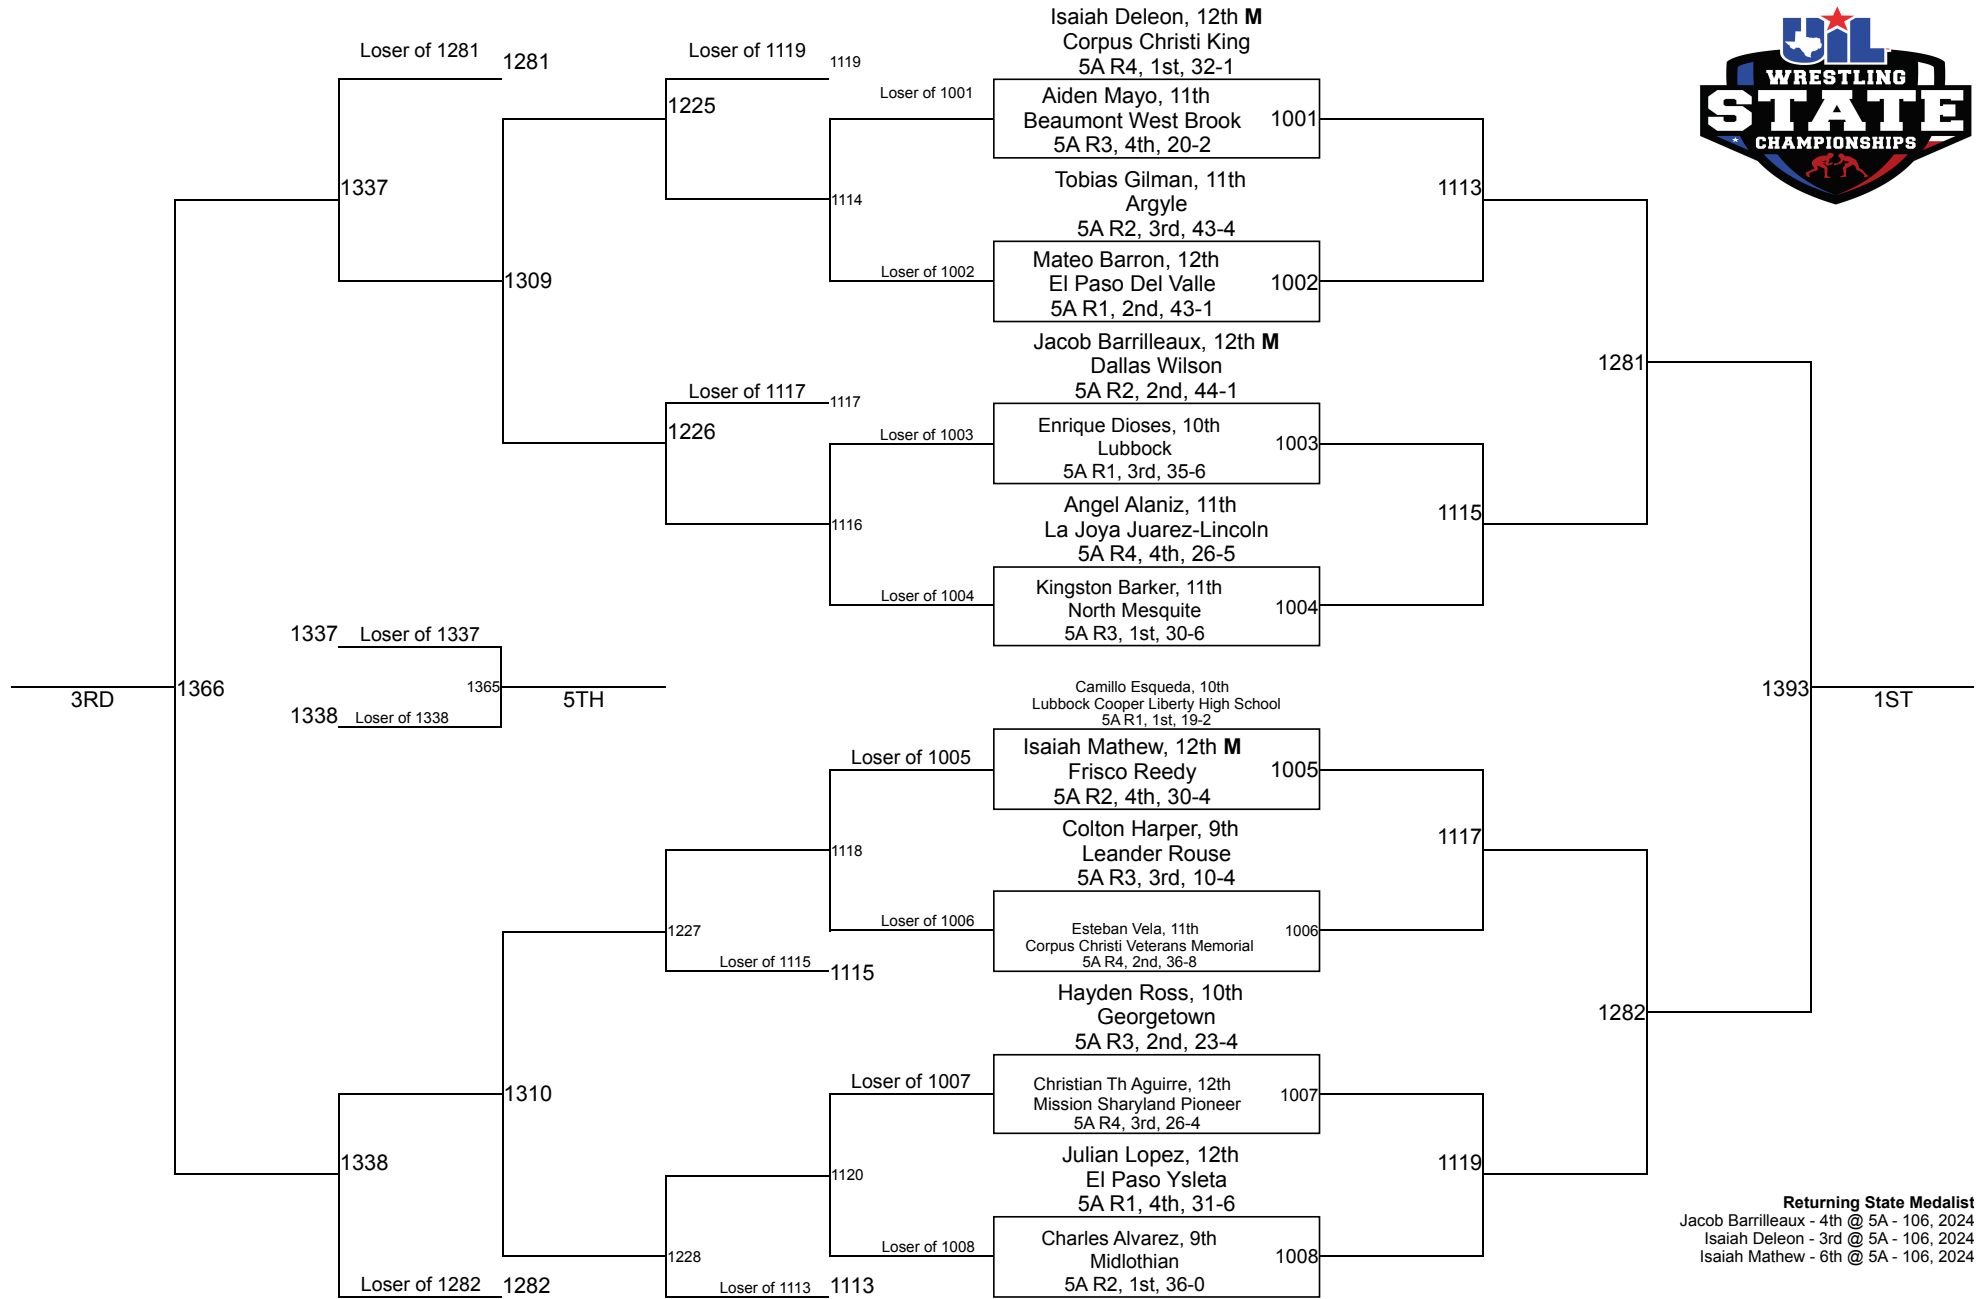 Loser of 1281
1281
Loser of 1119
1119
Isaiah Deleon, 12th M
Corpus Christi King
5A R4, 1st, 32-1
UIL
WRESTLING
STATE
CHAMPIONSHIPS
1225
Loser of 1001
Aiden Mayo, 11th
Beaumont West Brook
5A R3, 4th, 20-2
1001
1337
1114
Tobias Gilman, 11th
Argyle
5A R2, 3rd, 43-4
1113
1309
Loser of 1002
Mateo Barron, 12th
El Paso Del Valle
5A R1, 2nd, 43-1
1002
Jacob Barrilleaux, 12th M
Dallas Wilson
5A R2, 2nd, 44-1
1281
Loser of 1117
1117
1226
Loser of 1003
Enrique Dioses, 10th
Lubbock
5A R1, 3rd, 35-6
1003
1116
Angel Alaniz, 11th
La Joya Juarez-Lincoln
5A R4, 4th, 26-5
1115
Loser of 1004
Kingston Barker, 11th
North Mesquite
5A R3, 1st, 30-6
1004
1337
Loser of 1337
3RD
1366
1365
5TH
1338
Loser of 1338
Camillo Esqueda, 10th
Lubbock Cooper Liberty High School
5A R1, 1st, 19-2
1393
1ST
Loser of 1005
Isaiah Mathew, 12th M
Frisco Reedy
5A R2, 4th, 30-4
1005
1118
Colton Harper, 9th
Leander Rouse
5A R3, 3rd, 10-4
1117
1227
Loser of 1006
Esteban Vela, 11th
Corpus Christi Veterans Memorial
5A R4, 2nd, 36-8
1006
Loser of 1115
1115
Hayden Ross, 10th
Georgetown
5A R3, 2nd, 23-4
1282
1310
Loser of 1007
Christian Th Aguirre, 12th
Mission Sharyland Pioneer
5A R4, 3rd, 26-4
1007
1338
1120
Julian Lopez, 12th
El Paso Ysleta
5A R1, 4th, 31-6
1119
1228
Loser of 1008
Charles Alvarez, 9th
Midlothian
5A R2, 1st, 36-0
1008
Loser of 1282
1282
Loser of 1113
1113
Returning State Medalist
Jacob Barrilleaux - 4th @ 5A - 106, 2024
Isaiah Deleon - 3rd @ 5A - 106, 2024
Isaiah Mathew - 6th @ 5A - 106, 2024